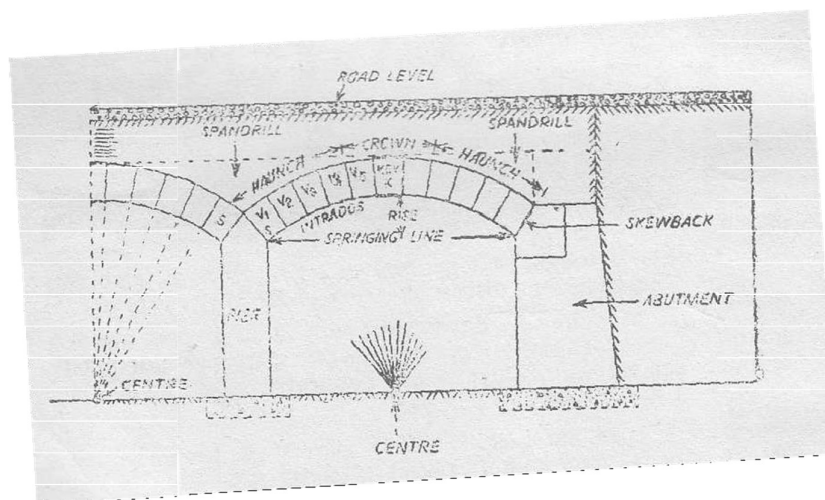 ROAD LEVEL
SPANDRILL
SPANDRILL
HAUNCH
CROWN
HAUNCH
S
V1
V2
V3
V4
V5
KEY
K
S
INTRADOS
RISE
SPRINGING LINE
SKEWBACK
PIER
ABUTMENT
CENTRE
CENTRE